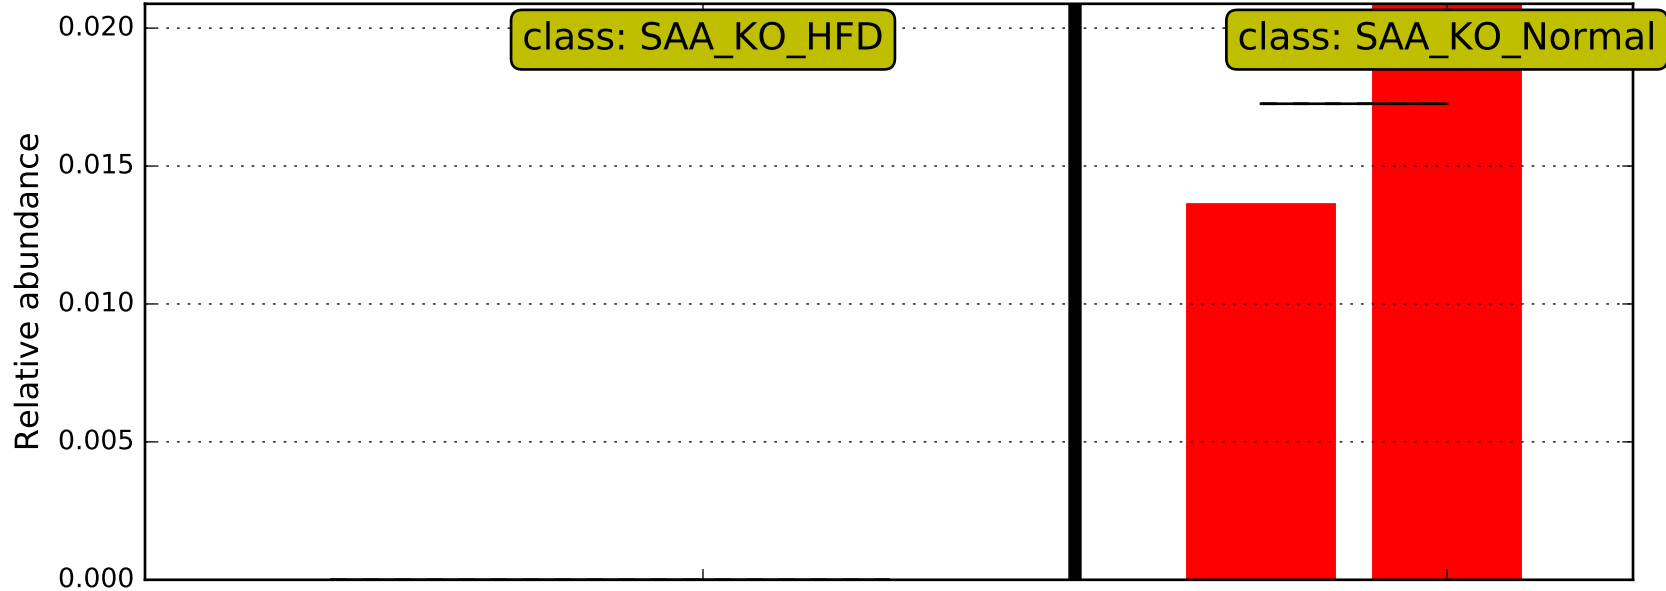 class: SAA_KO_HFD
class: SAA_KO_Normal
Relative abundance
0.020
0.015
0.010
0.005
0.000